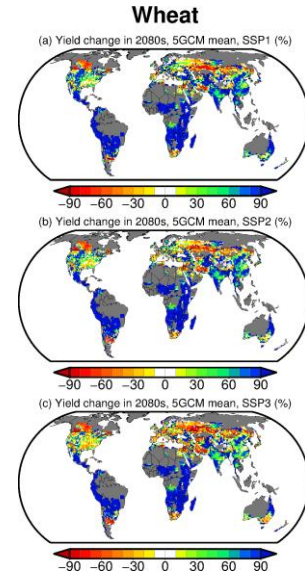 Wheat
(a) Yield change in 2080s, 5GCM mean, SSP1 (%)
−90 −60 −30 0 30 60 90
(b) Yield change in 2080s, 5GCM mean, SSP2 (%)
−90 −60 −30 0 30 60 90
(c) Yield change in 2080s, 5GCM mean, SSP3 (%)
−90 −60 −30 0 30 60 90